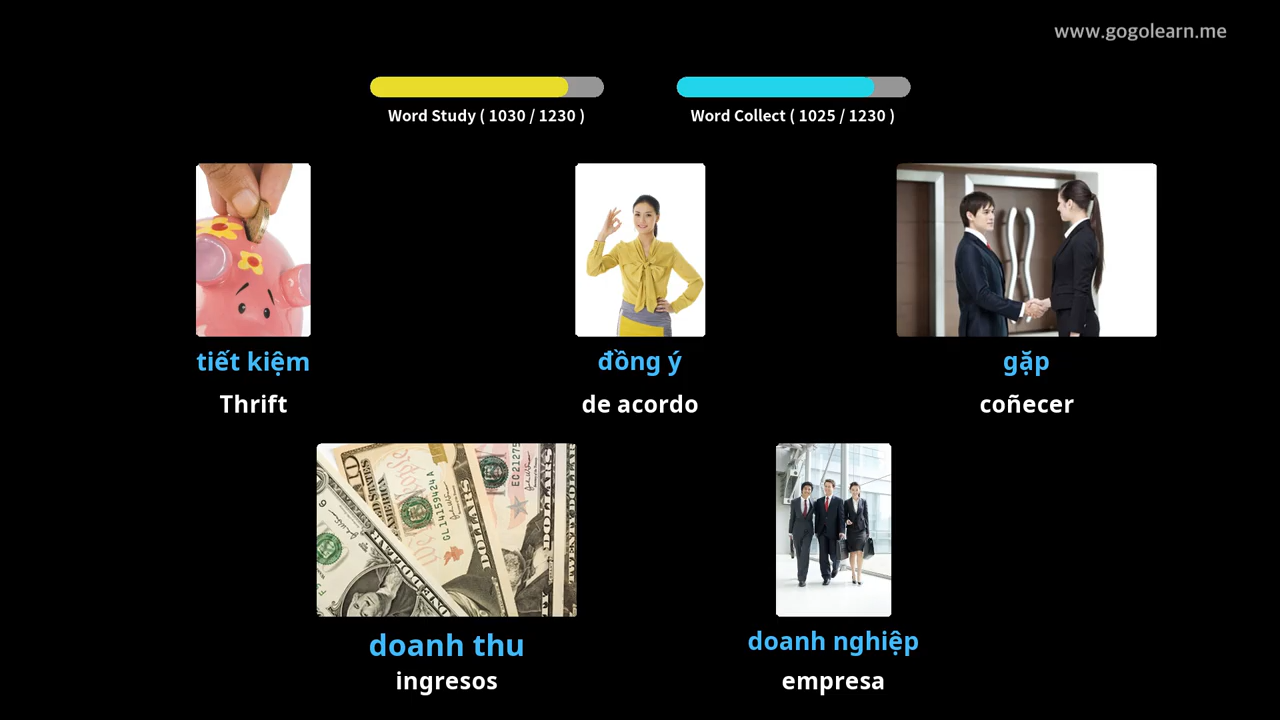 www.gogolearn.me
Word Study ( 1030 / 1230 )
Word Collect ( 1025 / 1230 )
tiết kiệm
Thrift
đồng ý
de acordo
gặp
coñecer
doanh thu
ingresos
doanh nghiệp
empresa